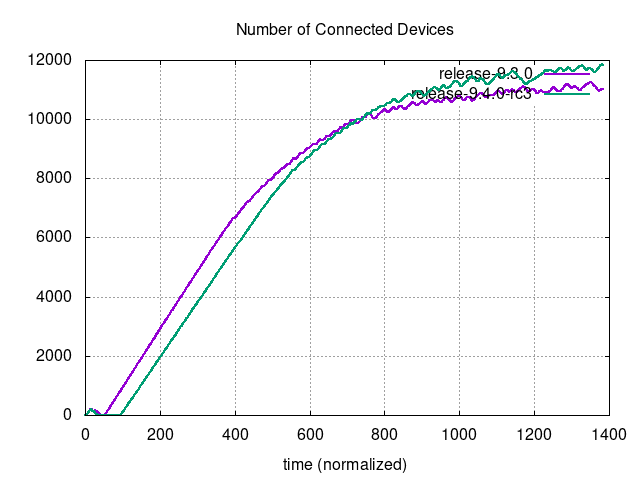 Number of Connected Devices
12000
10000
8000
6000
4000
2000
0
release-9.3.0
release-9.4.0-rc3
0 200 400 600 800 1000 1200 1400
time (normalized)